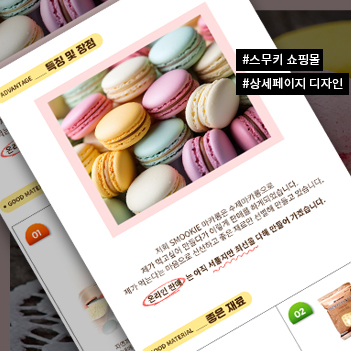 #스무키 쇼핑몰
#상세페이지 디자인
ADVANTAGE 특징 및 장점
저희 SMOOKIE 마카롱은 수제마카롱으로
제가 먹고싶어 만들다가 이렇게 판매를 하게되었습니다.
제가 먹는다는 마음으로 신선하고 좋은 재료만 선별해 만들고 있습니다.
온라인 판매는 아직 서툴지만 최선을 다해 만들어 가겠습니다.
GOOD MATERIAL 좋은 재료
01
02